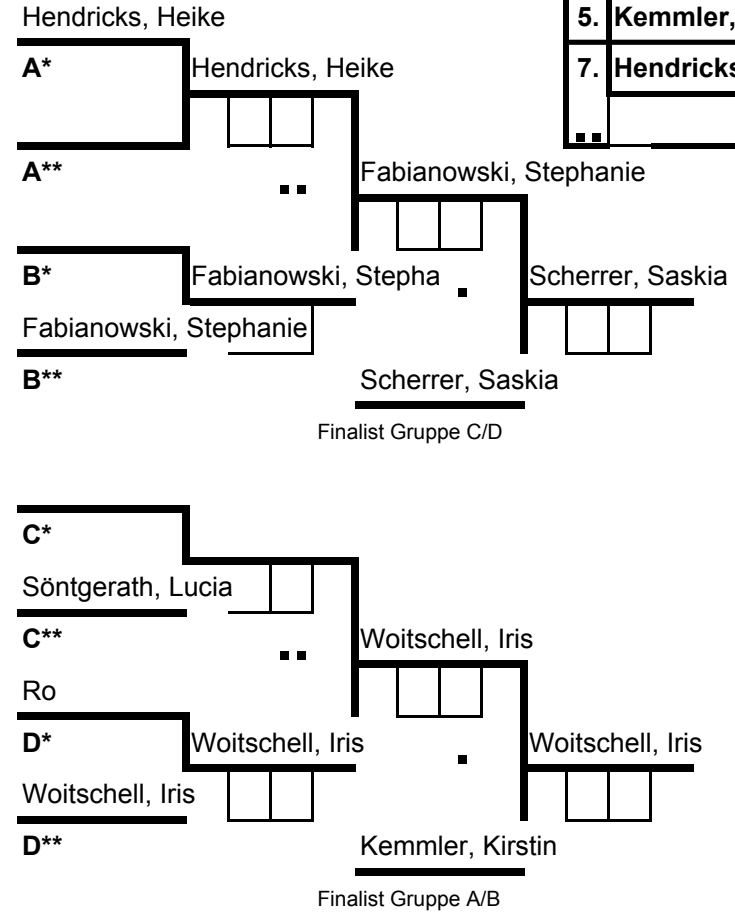 Hendricks, Heike
5. Kemmler,
A*
Hendricks, Heike
7. Hendricks
A**
Fabianowski, Stephanie
B*
Fabianowski, Stepha
Scherrer, Saskia
Fabianowski, Stephanie
B**
Scherrer, Saskia
Finalist Gruppe C/D
C*
Söntgerath, Lucia
C**
Woitschell, Iris
Ro
D*
Woitschell, Iris
Woitschell, Iris
Woitschell, Iris
D**
Kemmler, Kirstin
Finalist Gruppe A/B